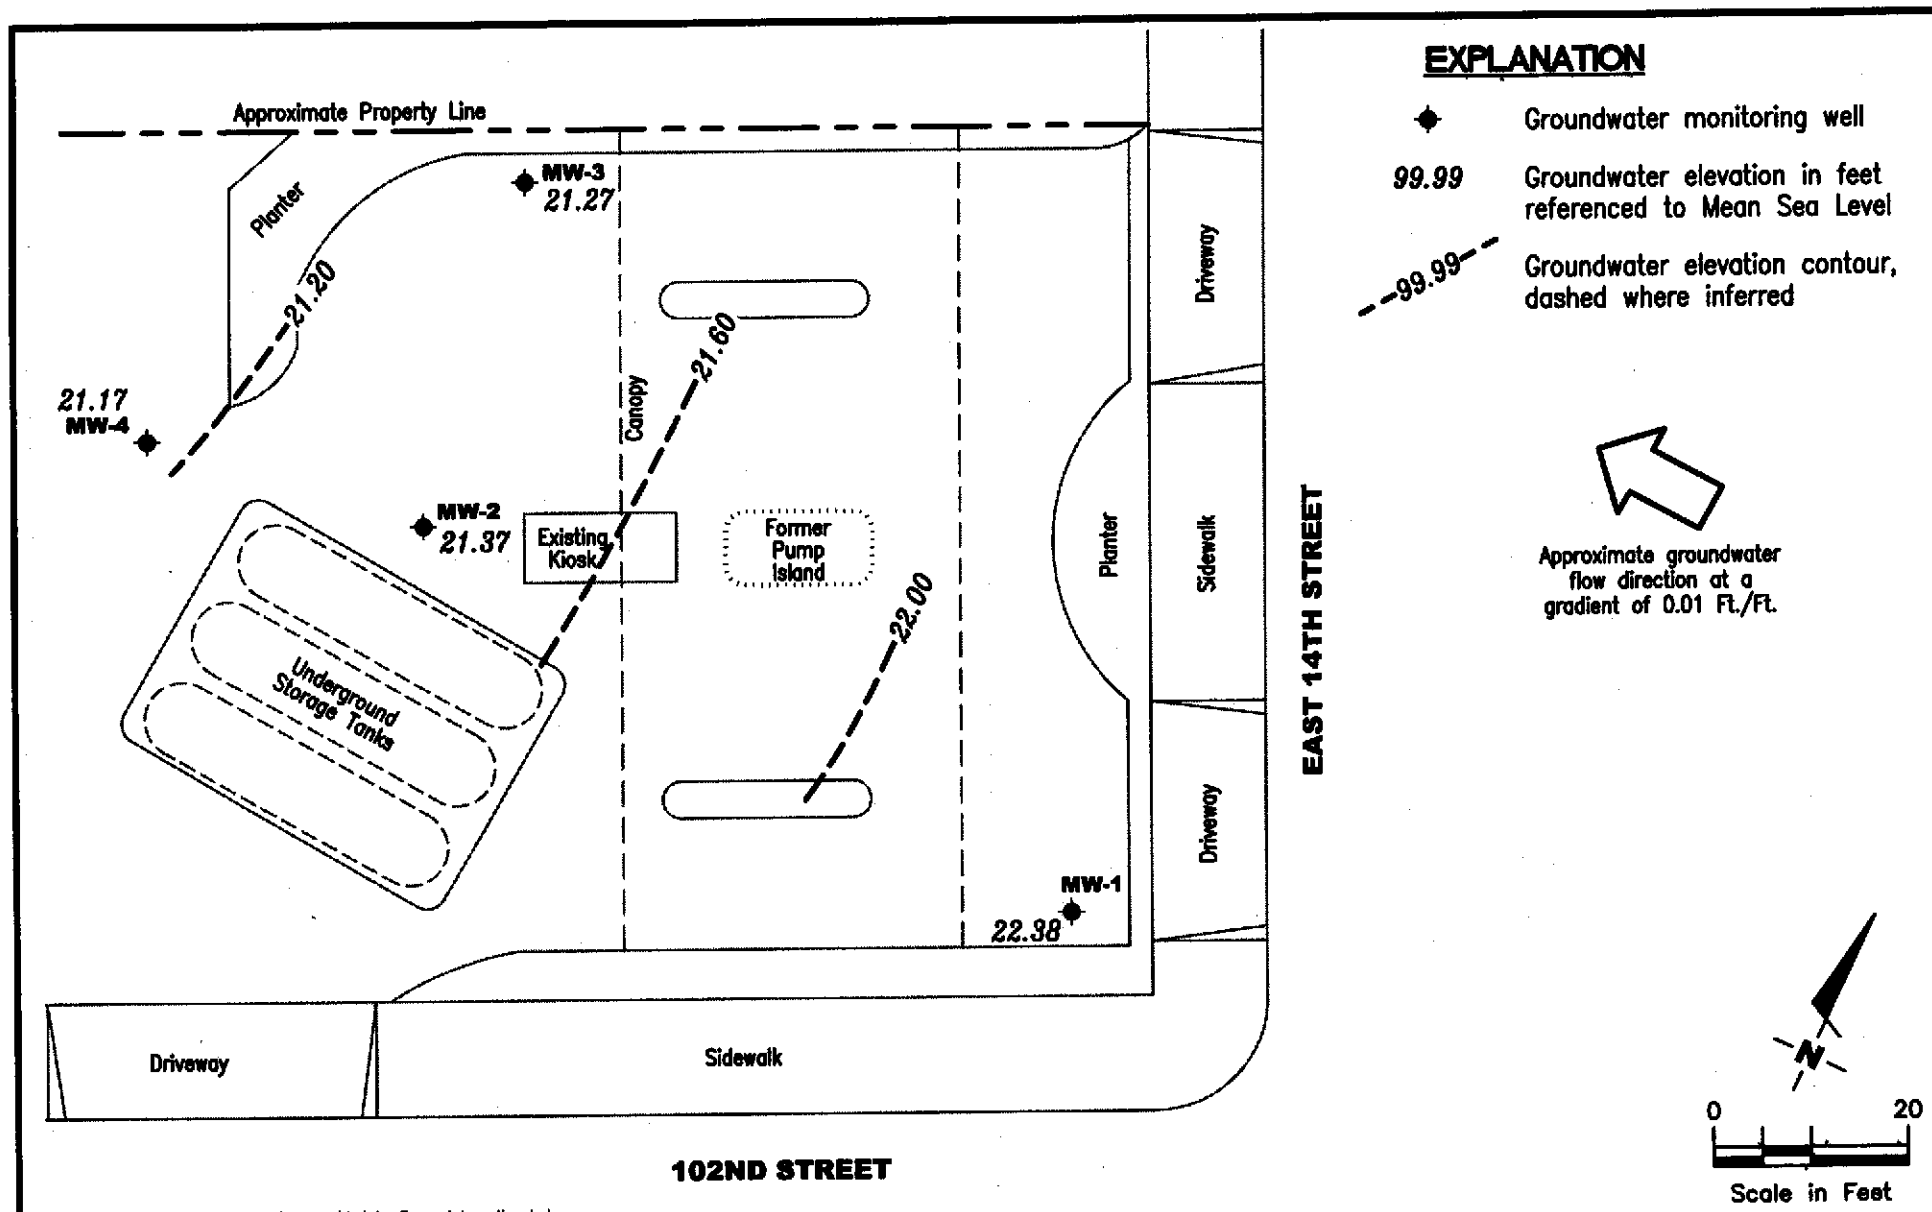 EXPLANATION
Groundwater monitoring well
99.99
Groundwater elevation in feet
referenced to Mean Sea Level
99.99
Groundwater elevation contour,
dashed where inferred
Approximate groundwater
flow direction at a
gradient of 0.01 Ft./Ft.
Approximate Property Line
Planter
MW-3
21.27
21.20
21.17
MW-4
21.60
Canopy
MW-2
21.37
Existing
Kiosk
Former
Pump
Island
22.00
Underground
Storage Tanks
MW-1
22.38
Planter
Driveway
Sidewalk
Driveway
EAST 14TH STREET
Driveway
Sidewalk
102ND STREET
N
0 20
Scale in Feet